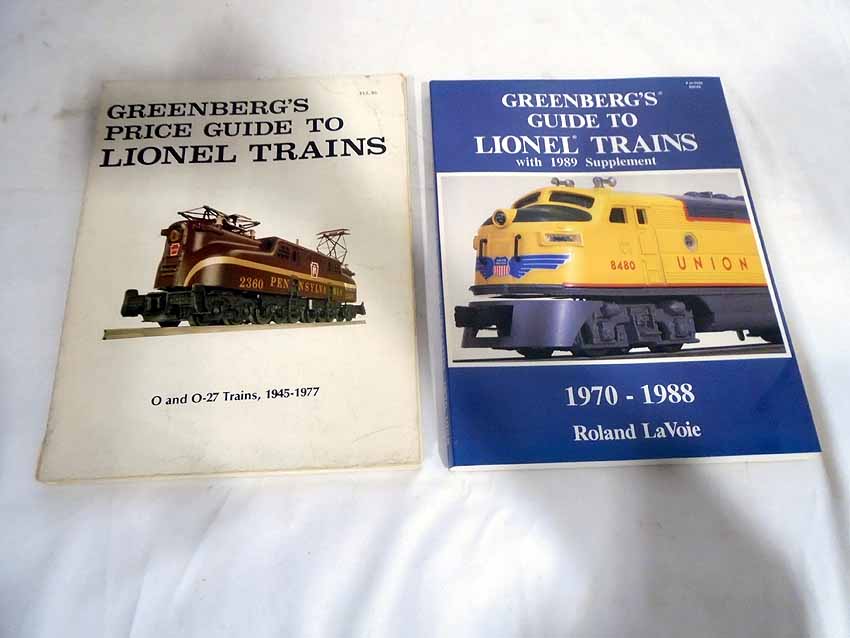 GREENBERG'S
PRICE GUIDE TO
LIONEL TRAINS
2360 PENNSYLVANIA
O and O-27 Trains, 1945-1977
GREENBERG'S®
GUIDE TO
LIONEL® TRAINS
with 1989 Supplement
8480 UNION
1970 - 1988
Roland LaVoie